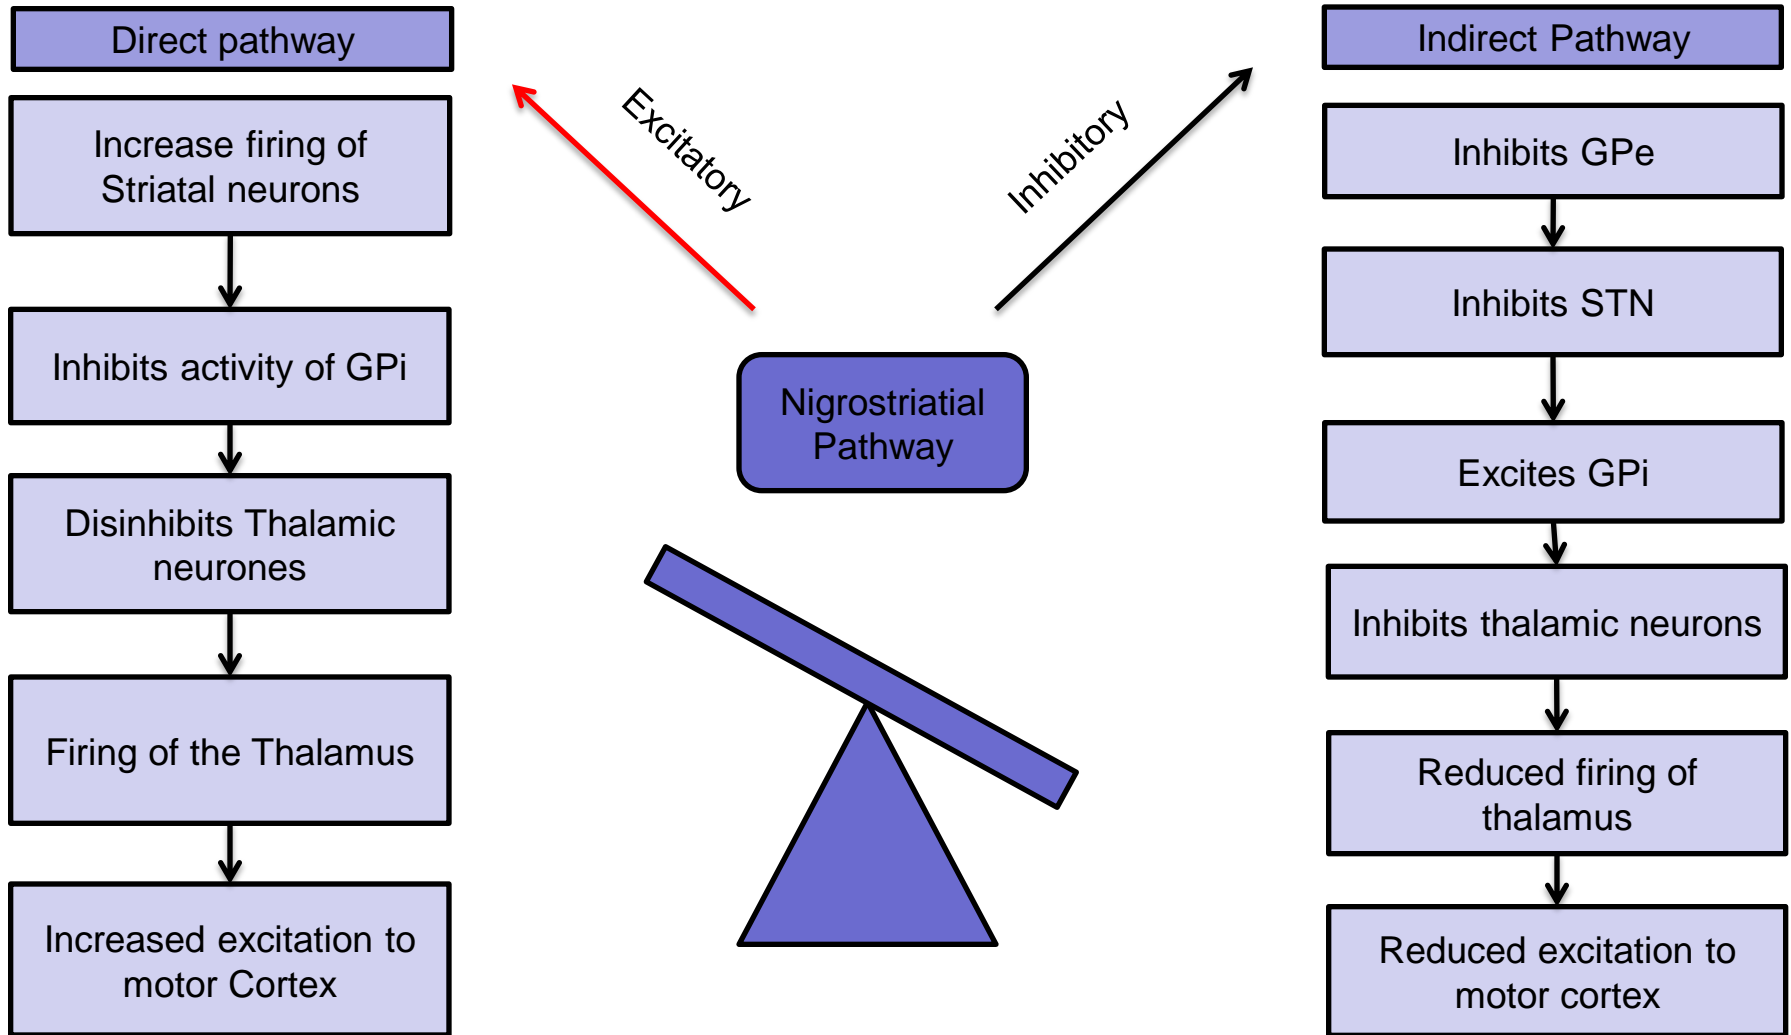 Direct pathway
Increase firing of
Striatal neurons
Inhibits activity of GPi
Disinhibits Thalamic
neurones
Firing of the Thalamus
Increased excitation to
motor Cortex
Excitatory
Inhibitory
Nigrostriatial
Pathway
Indirect Pathway
Inhibits GPe
Inhibits STN
Excites GPi
Inhibits thalamic neurons
Reduced firing of
thalamus
Reduced excitation to
motor cortex